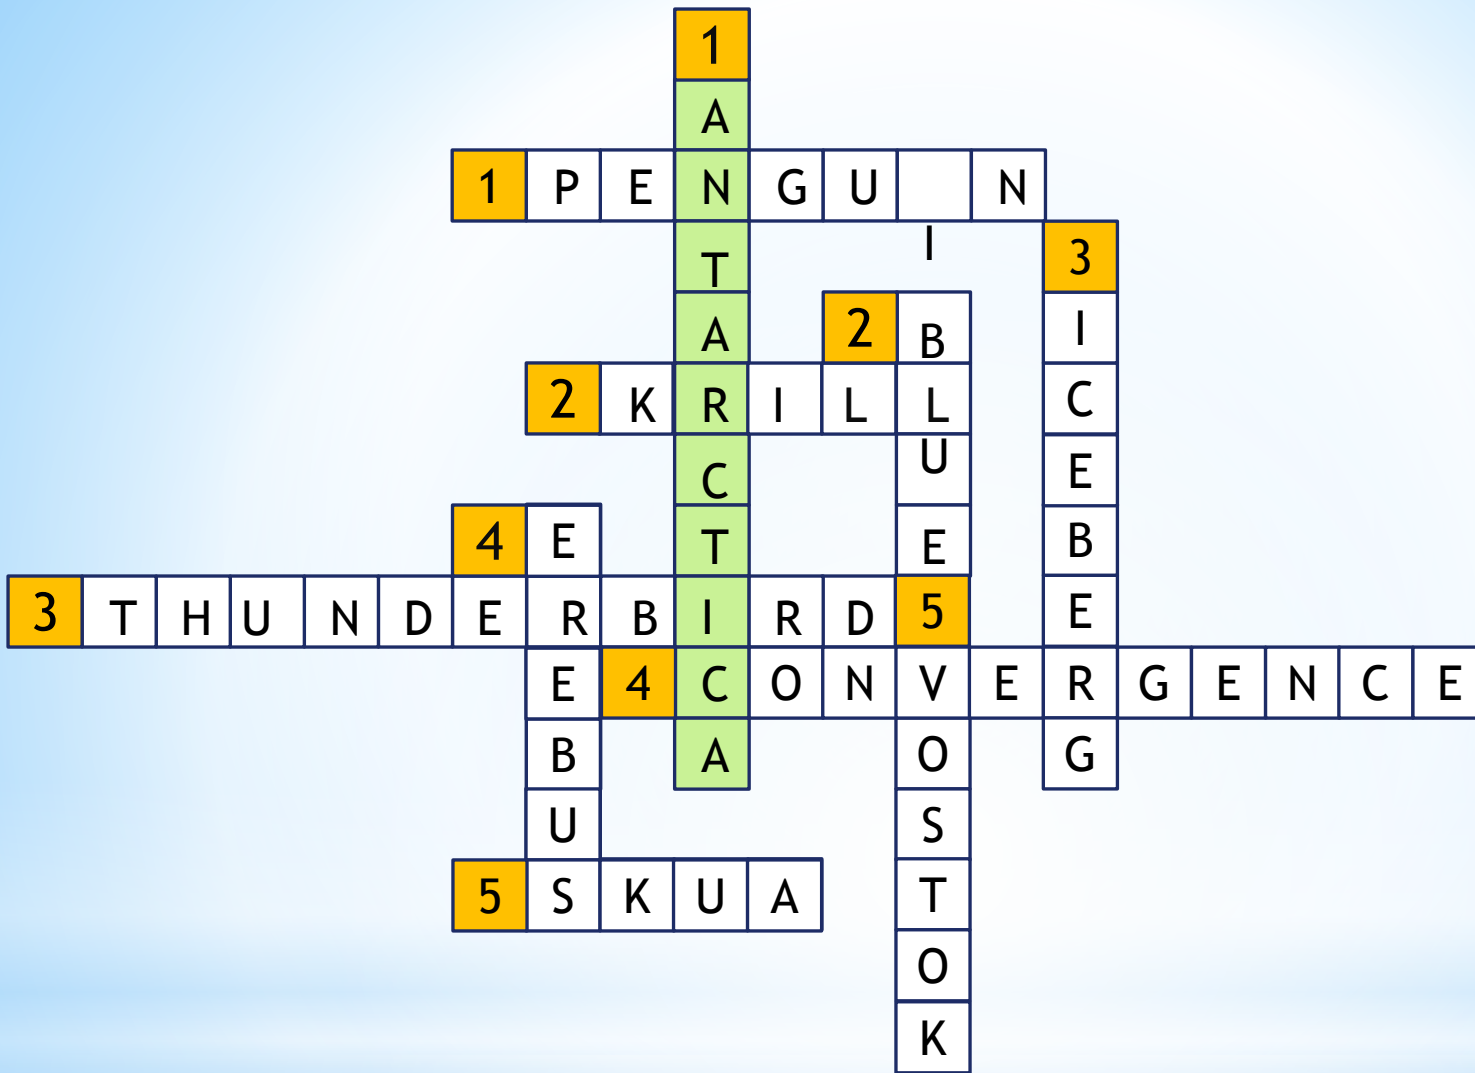 1
A
1 P E N G U N
T I 3
A 2 B I
2 K R I L L C
C U E
4 E T E B
3 T H U N D E R B I R D 5 E
E 4 C O N V E R G E N C E
B A O G
U S
5 S K U A T
O
K